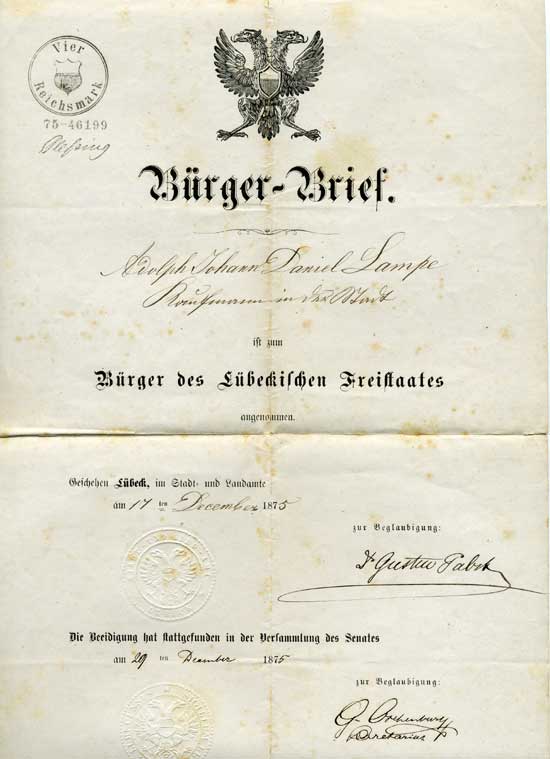 Vier
Reichsmark
75-46199
Bürger-Brief.
Adolph Johann Daniel Lampe
Kaufmann in der Stadt
ist zum
Bürger des Lübeckischen Freistaates
angenommen.
Geschehen Lübeck, im Stadt- und Landamte
am 17 ten December 1875
zur Beglaubigung:
Dr Gustav Pabst
Die Beeidigung hat stattgefunden in der Versammlung des Senates
am 29 ten December 1875
zur Beglaubigung:
Secretarius